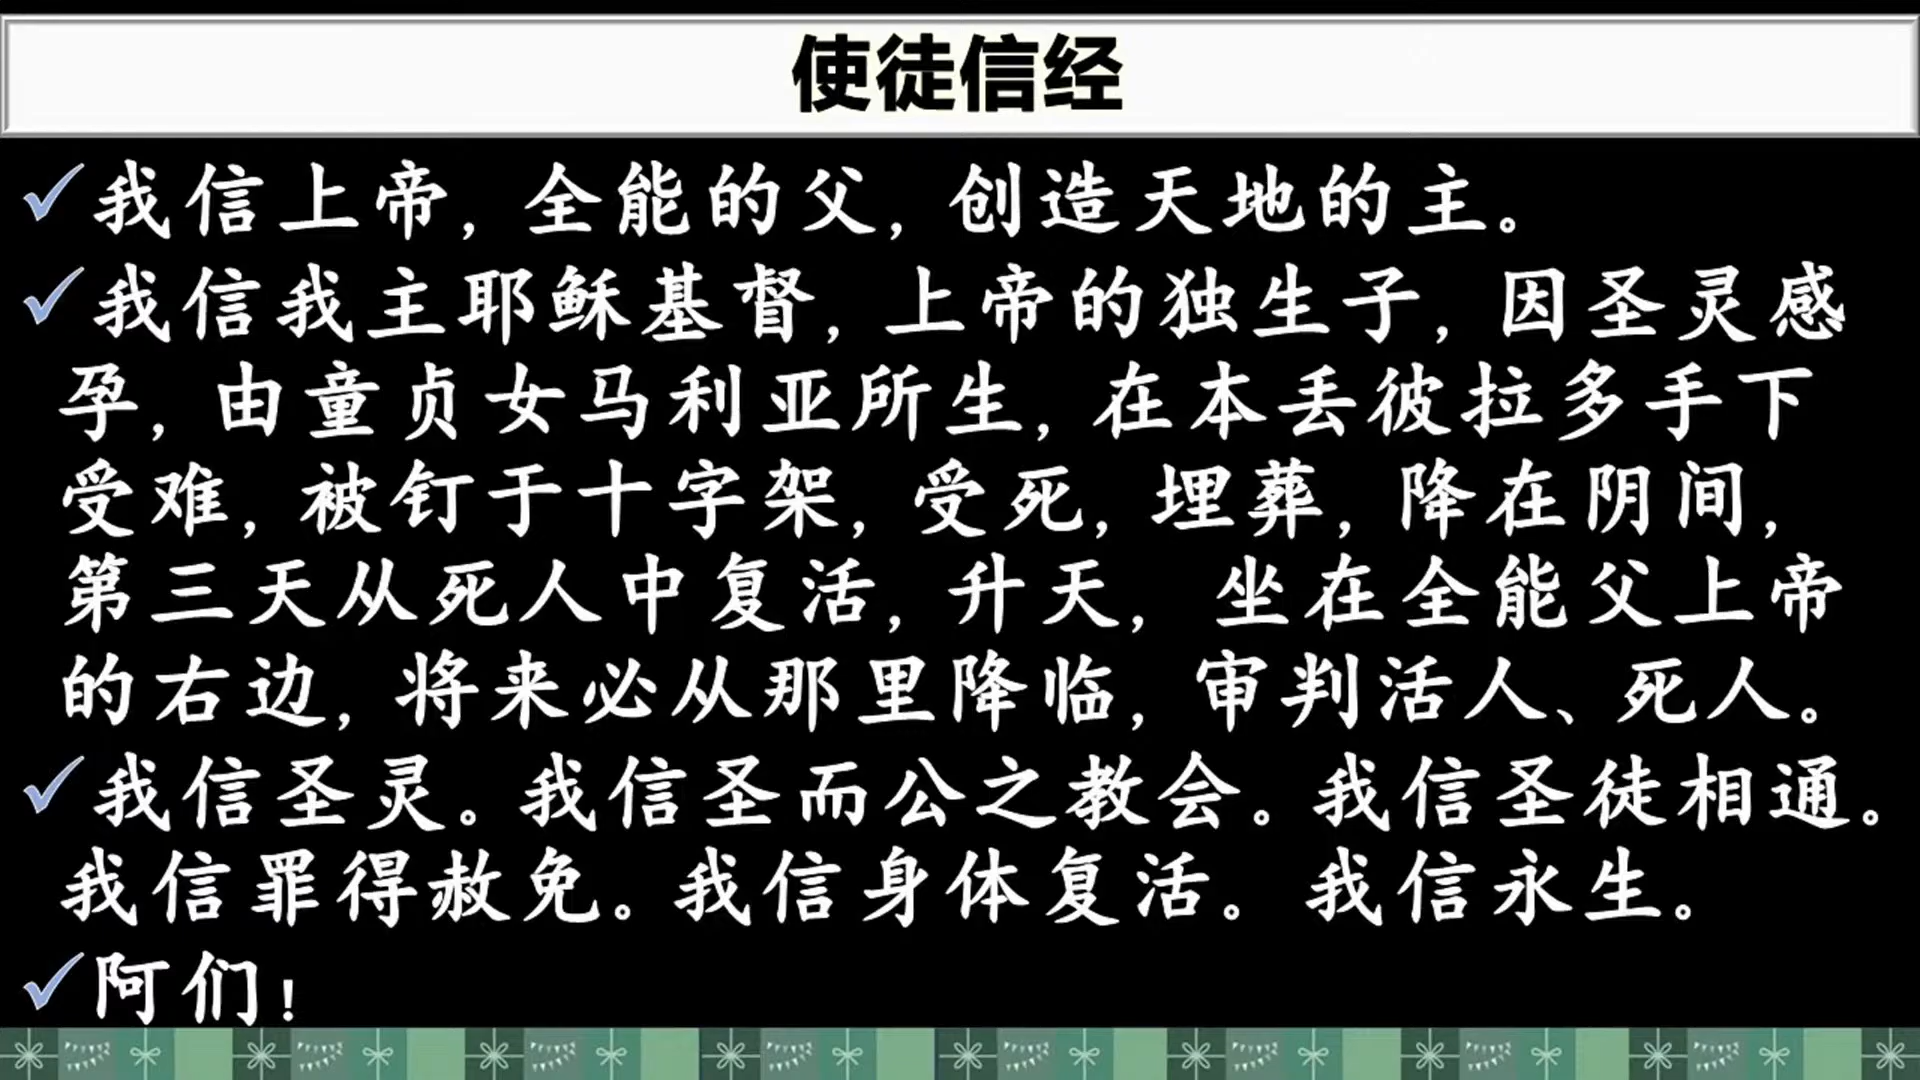 使徒信经
我信上帝，全能的父，创造天地的主。
我信我主耶稣基督，上帝的独生子，因圣灵感
孕，由童贞女马利亚所生，在本丢彼拉多手下
受难，被钉于十字架，受死，埋葬，降在阴间，
第三天从死人中复活，升天，坐在全能父上帝
的右边，将来必从那里降临，审判活人、死人。
我信圣灵。我信圣而公之教会。我信圣徒相通。
我信罪得赦免。我信身体复活。我信永生。
阿们！